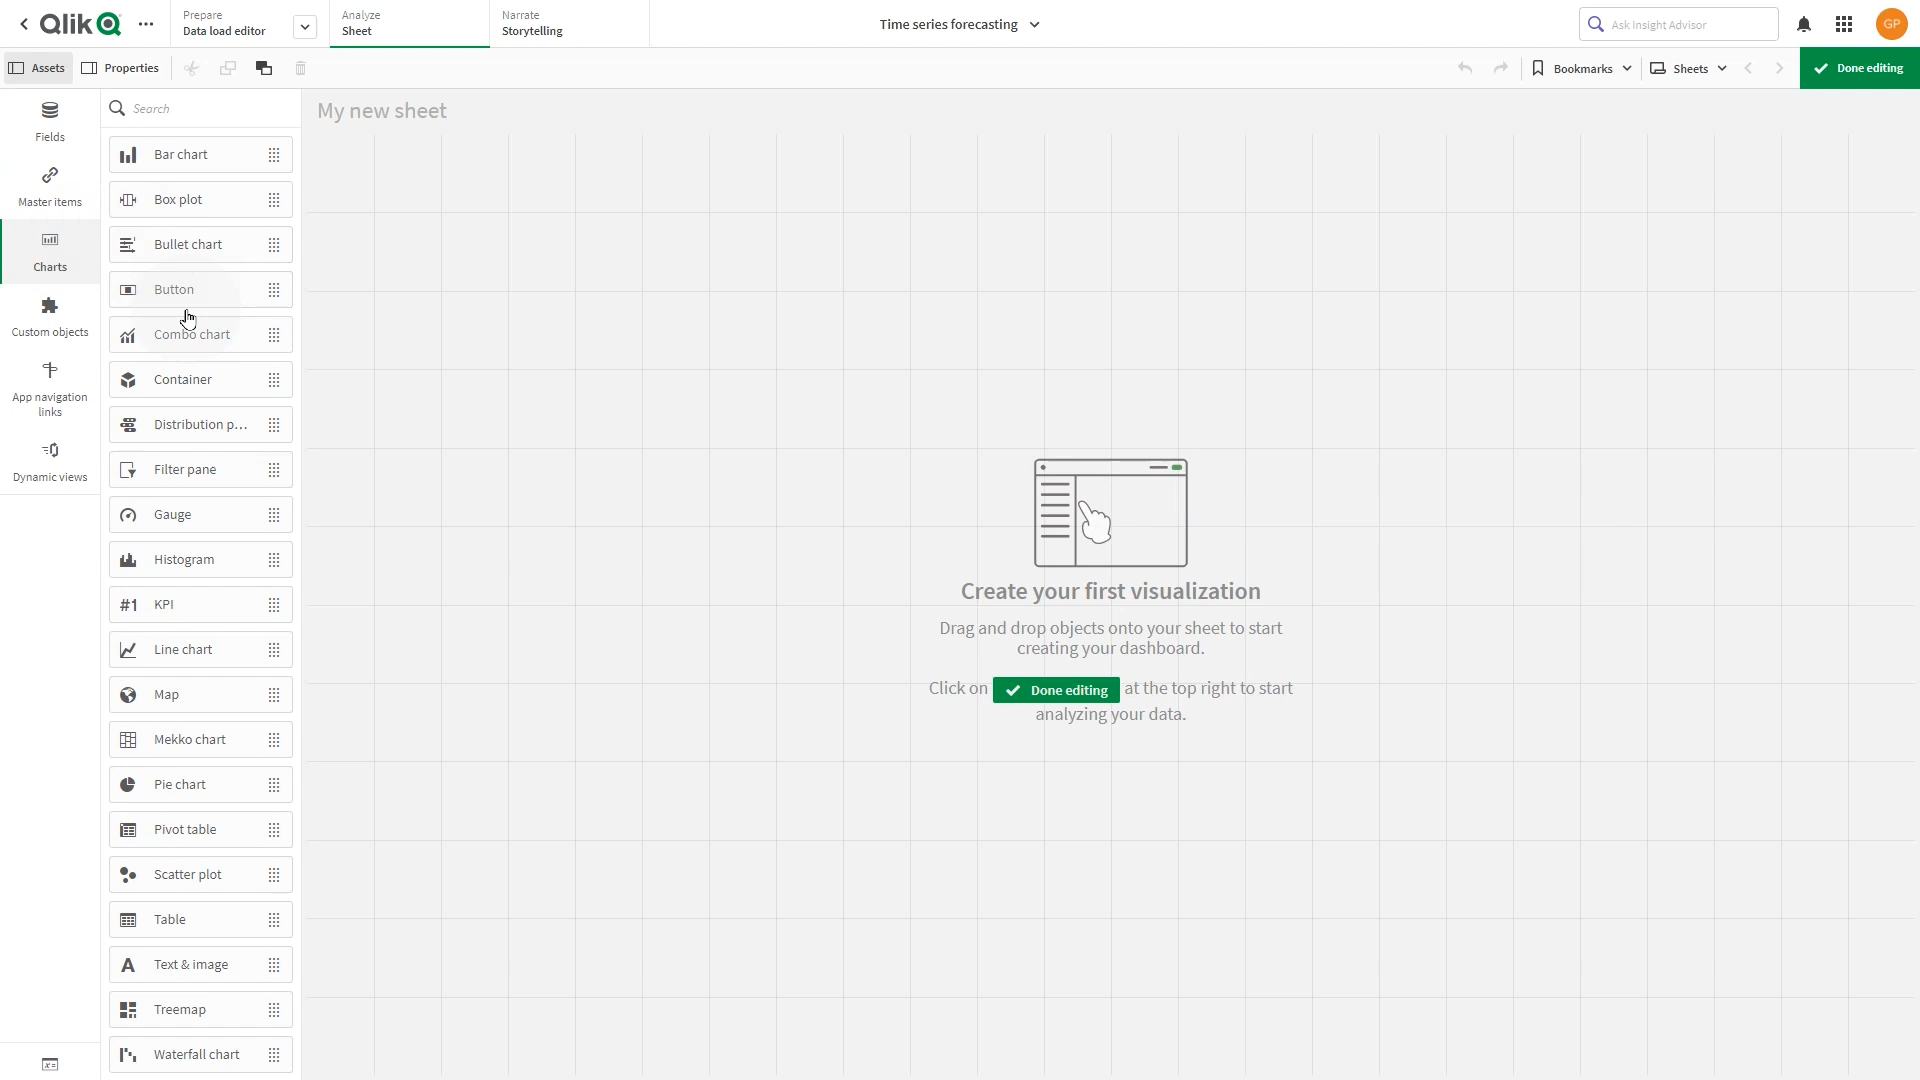 Qlik
Prepare
Data load editor
Analyze
Sheet
Narrate
Storytelling
Time series forecasting
Ask Insight Advisor
GP
Assets
Properties
Bookmarks
Sheets
Done editing
Fields
Master items
Charts
Custom objects
App navigation
links
Dynamic views
Search
Bar chart
Box plot
Bullet chart
Button
Combo chart
Container
Distribution p...
Filter pane
Gauge
Histogram
#1 KPI
Line chart
Map
Mekko chart
Pie chart
Pivot table
Scatter plot
Table
A Text & image
Treemap
Waterfall chart
My new sheet
Create your first visualization
Drag and drop objects onto your sheet to start
creating your dashboard.
Click on Done editing at the top right to start
analyzing your data.